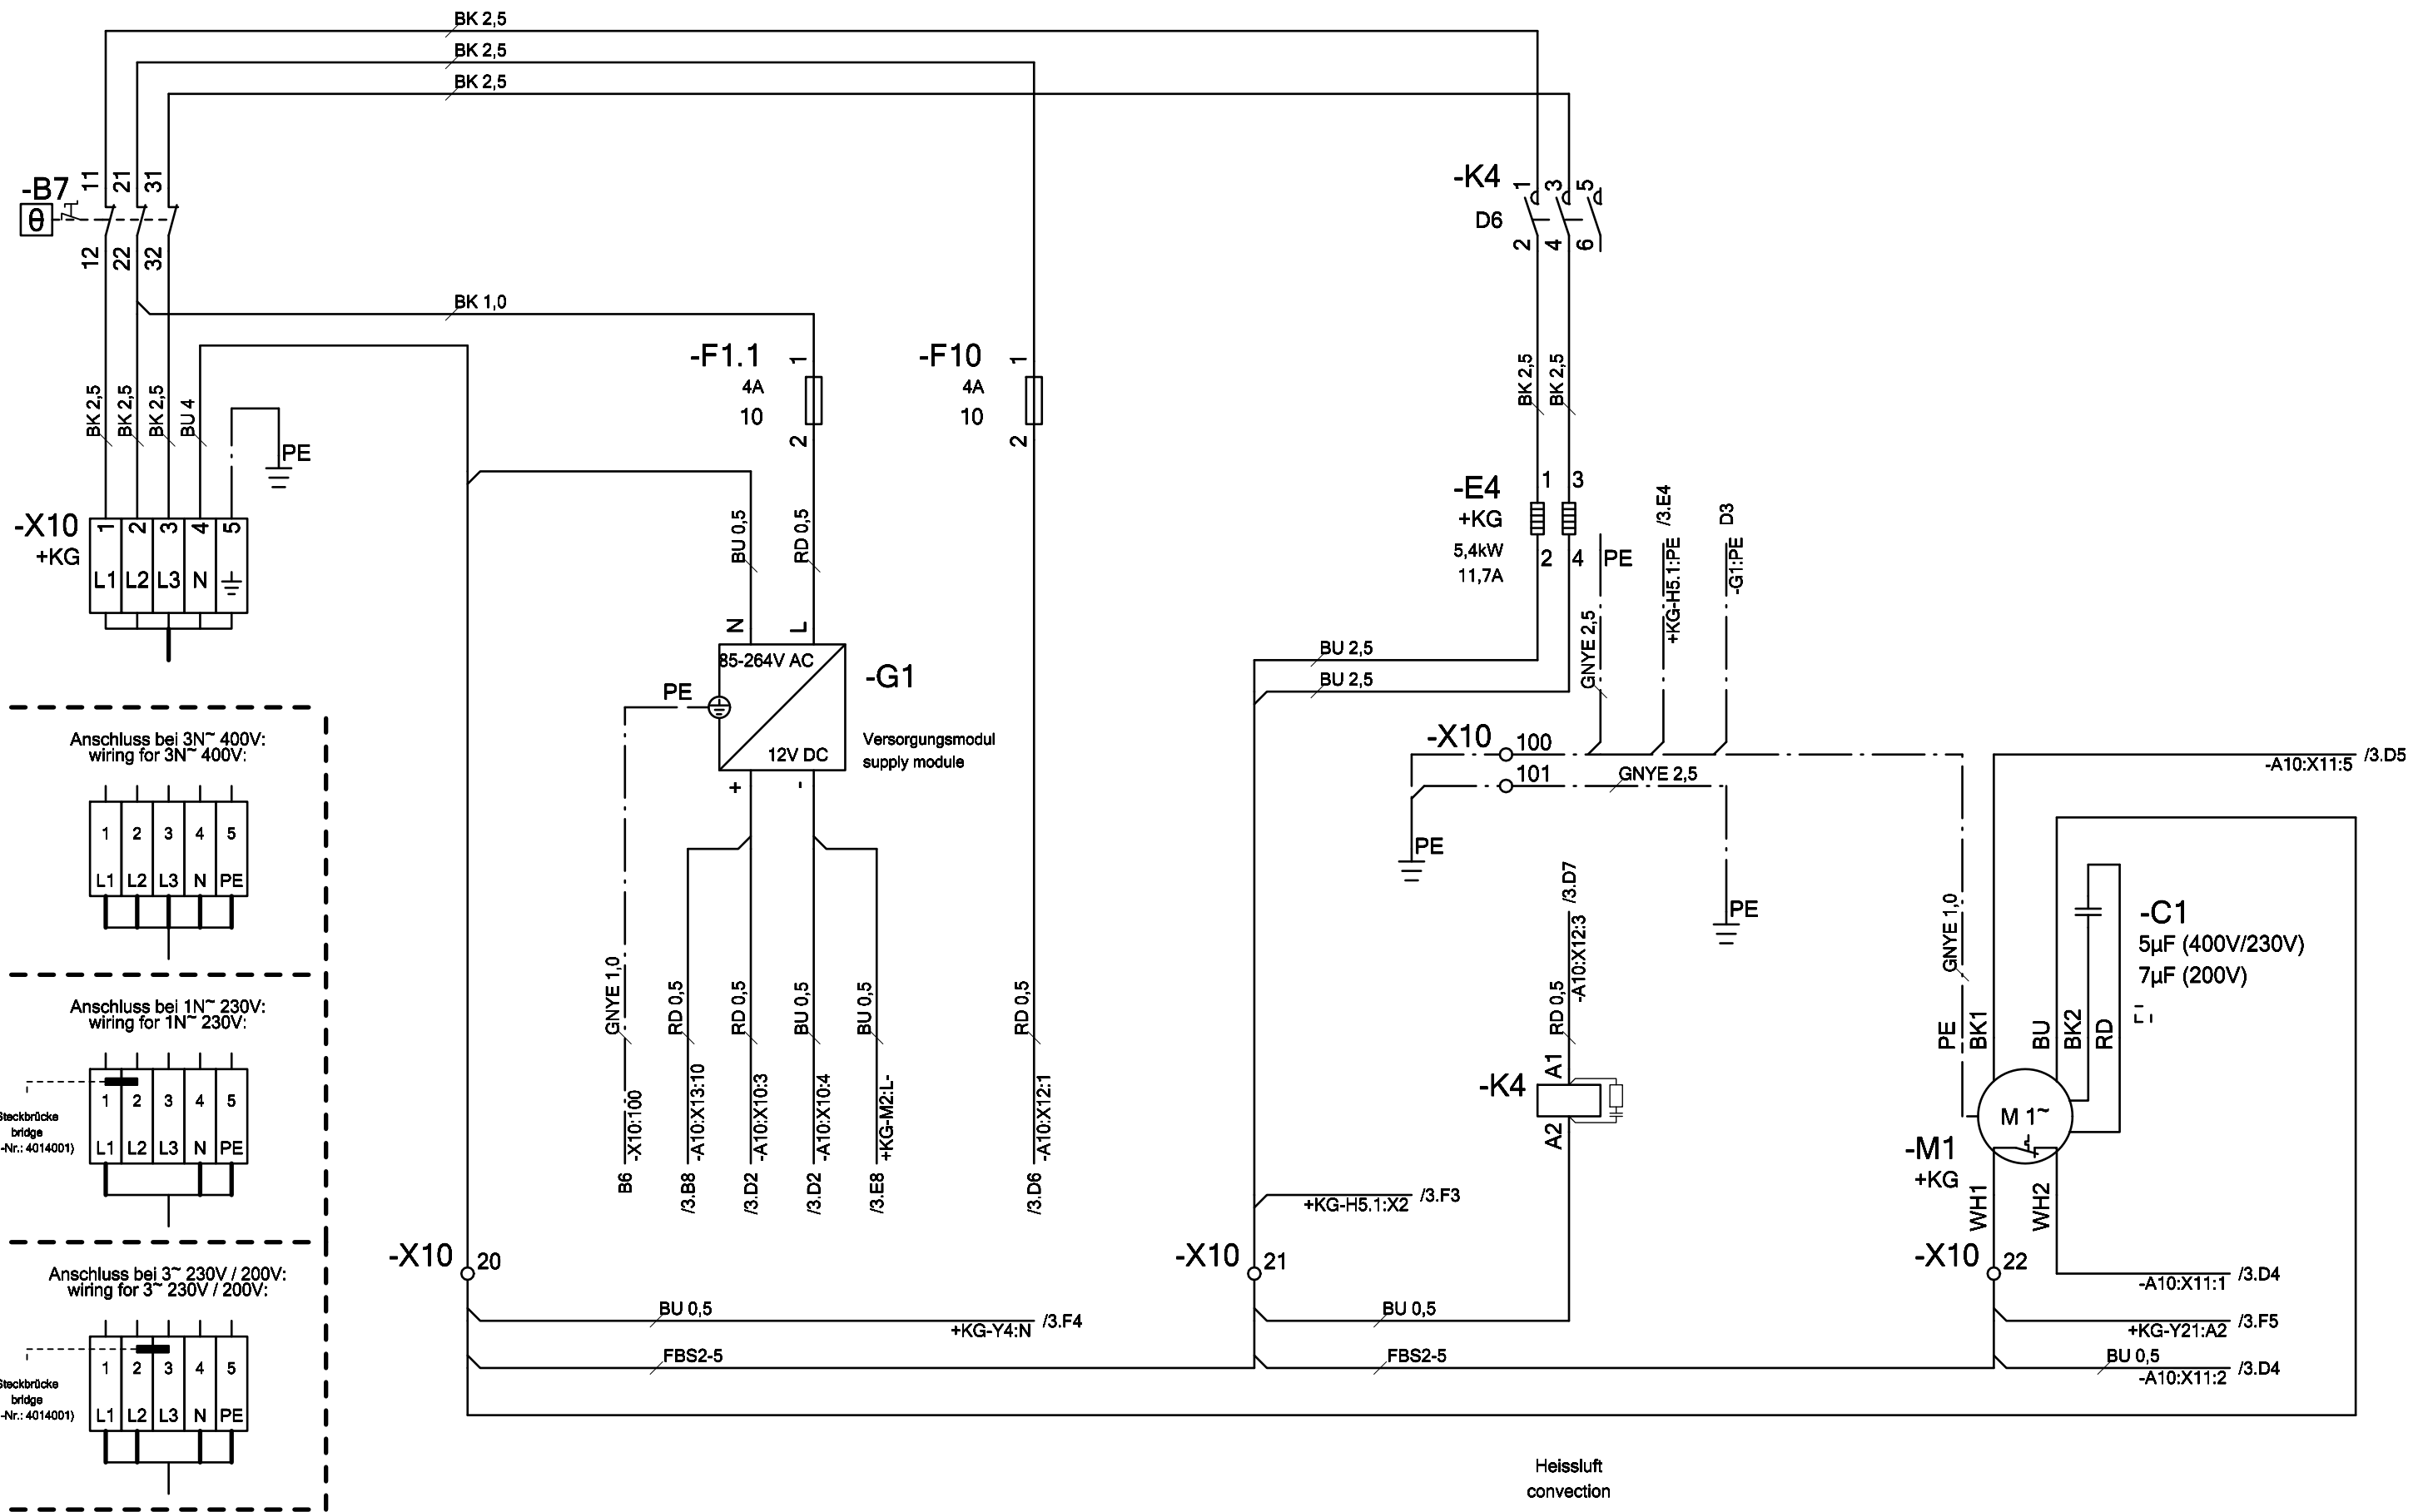 BK 2,5
BK 2,5
BK 2,5
-B7
θ
11
21
31
12
22
32
BK 1,0
BK 2,5
BK 2,5
BK 2,5
BU 4
PE
-X10
+KG
1 2 3 4 5
L1 L2 L3 N
-F1.1
4A
10
1
2
-F10
4A
10
1
2
BU 0,5
RD 0,5
N
L
85-264V AC
12V DC
-G1
Versorgungsmodul
supply module
PE
+
-
GNYE 1,0
-X10:100
B6
RD 0,5
-A10:X13:10
/3.B8
RD 0,5
-A10:X10:3
/3.D2
BU 0,5
-A10:X10:4
/3.D2
BU 0,5
+KG-M2:L-
/3.E8
RD 0,5
-A10:X12:1
/3.D6
-K4
D6
1
3
5
2
4
6
BK 2,5
BK 2,5
-E4
+KG
5,4kW
11,7A
1
3
2
4
PE
GNYE 2,5
/3.E4
+KG-H5.1:PE
D3
-G1:PE
BU 2,5
BU 2,5
-X10
100
101
GNYE 2,5
PE
PE
/3.D7
-A10:X12:3
RD 0,5
-K4
A1
A2
+KG-H5.1:X2
/3.F3
-A10:X11:5
/3.D5
GNYE 1,0
-C1
5µF (400V/230V)
7µF (200V)
PE
BK1
BU
BK2
RD
M 1~
-M1
+KG
WH1
WH2
-X10
20
-X10
21
-X10
22
-A10:X11:1
/3.D4
BU 0,5
+KG-Y4:N
/3.F4
BU 0,5
+KG-Y21:A2
/3.F5
FBS2-5
FBS2-5
BU 0,5
-A10:X11:2
/3.D4
Heissluft
convection
Anschluss bei 3N~ 400V:
wiring for 3N~ 400V:
1 2 3 4 5
L1 L2 L3 N PE
Anschluss bei 1N~ 230V:
wiring for 1N~ 230V:
Steckbrücke
bridge
-Nr.: 4014001)
1 2 3 4 5
L1 L2 L3 N PE
Anschluss bei 3~ 230V / 200V:
wiring for 3~ 230V / 200V:
Steckbrücke
bridge
-Nr.: 4014001)
1 2 3 4 5
L1 L2 L3 N PE